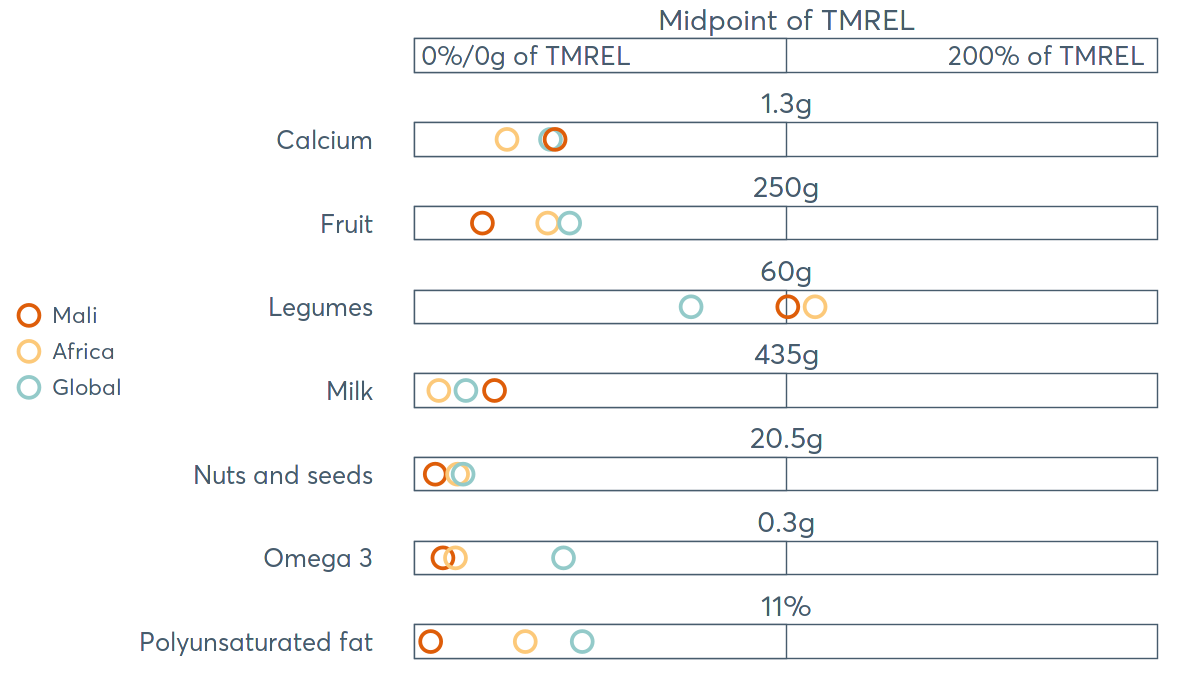 Midpoint of TMREL
0%/0g of TMREL
200% of TMREL
1.3g
Calcium
250g
Fruit
60g
Legumes
Mali
Africa
Global
435g
Milk
20.5g
Nuts and seeds
0.3g
Omega 3
11%
Polyunsaturated fat